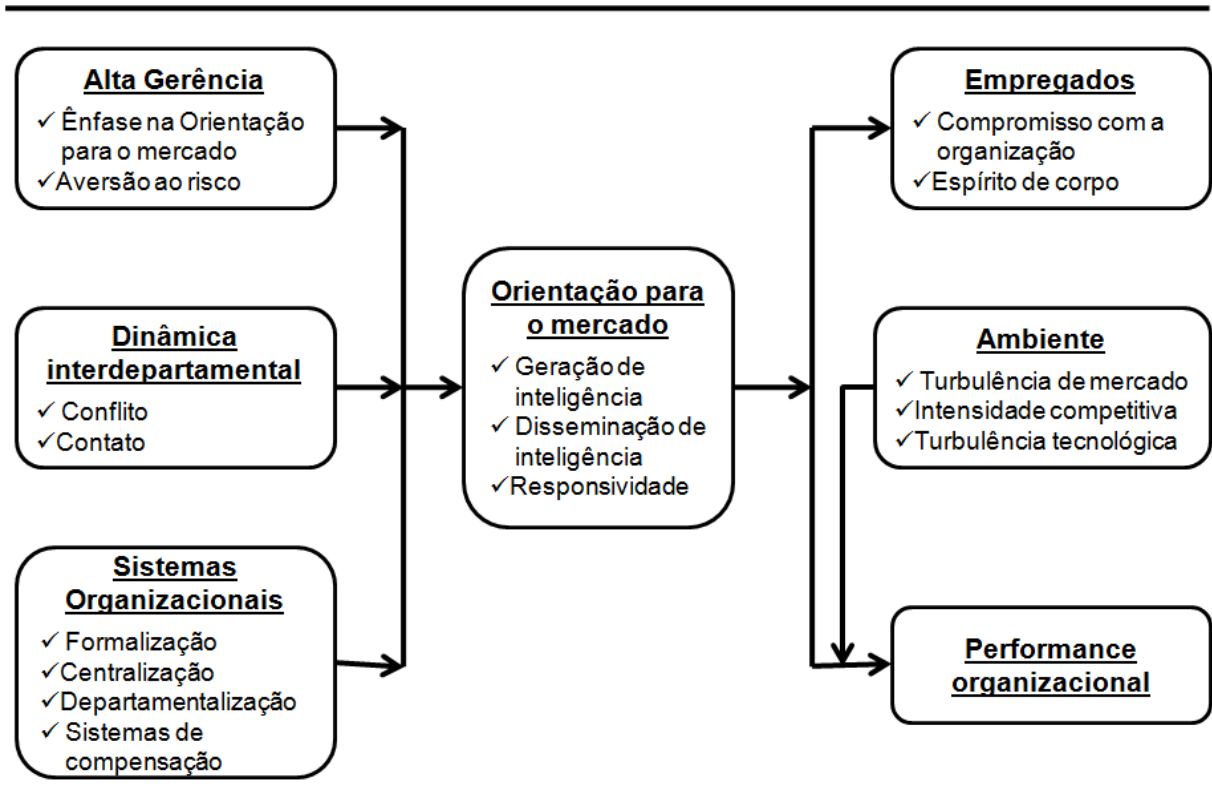 Alta Gerência
✓ Ênfase na Orientação
para o mercado
✓Aversão ao risco
Dinâmica
interdepartamental
✓ Conflito
✓Contato
Sistemas
Organizacionais
✓ Formalização
✓Centralização
✓Departamentalização
✓ Sistemas de
compensação
Orientação para
o mercado
✓ Geração de
inteligência
✓ Disseminação de
inteligência
✓Responsividade
Empregados
✓ Compromisso com a
organização
✓Espírito de corpo
Ambiente
✓ Turbulência de mercado
✓Intensidade competitiva
✓Turbulência tecnológica
Performance
organizacional